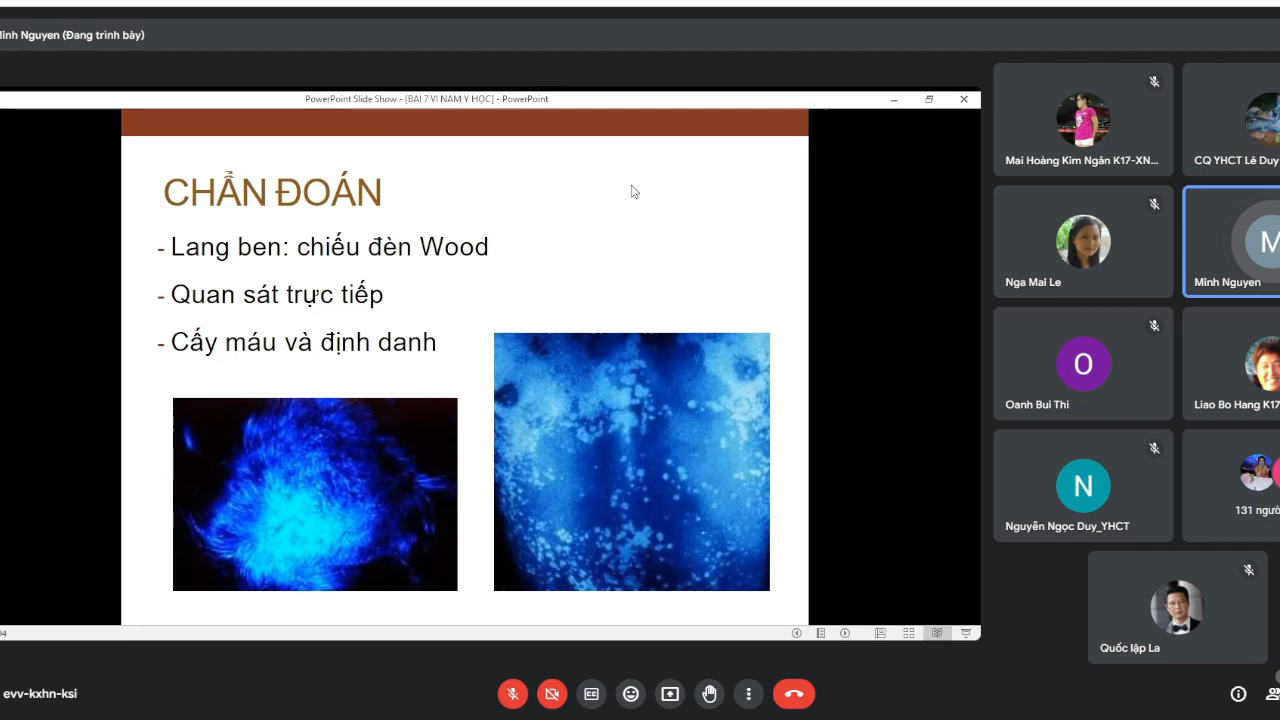 Minh Nguyen (Đang trình bày)
PowerPoint Slide Show - [BAI 7 VI NAM Y HỌC] - PowerPoint
CHẨN ĐOÁN
- Lang ben: chiếu đèn Wood
- Quan sát trực tiếp
- Cấy máu và định danh
Mai Hoàng Kim Ngân K17-XN...
CQ YHCT Lê Duy
Nga Mai Le
M
Minh Nguyen
O
Oanh Bui Thi
Liao Bo Hang K17
N
Nguyễn Ngọc Duy_YHCT
131 ngườ
Quốc lập La
evv-kxhn-ksi